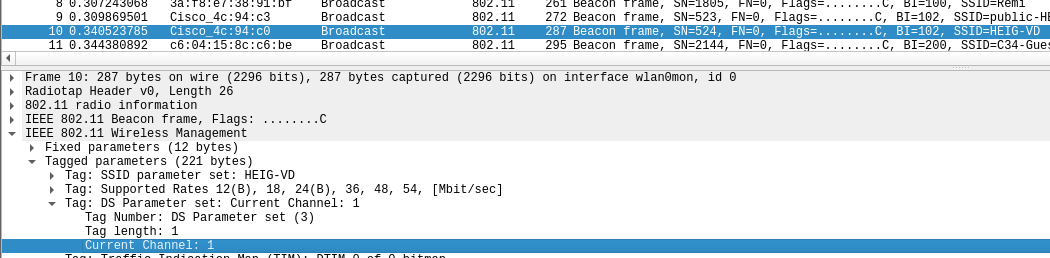 8 0.307243068 3a:f8:e7:38:91:bf Broadcast 802.11 261 Beacon frame, SN=1805, FN=0, Flags=........C, BI=100, SSID=Remi
9 0.309869501 Cisco_4c:94:c3 Broadcast 802.11 272 Beacon frame, SN=523, FN=0, Flags=........C, BI=102, SSID=public-HE
10 0.340523785 Cisco_4c:94:c0 Broadcast 802.11 287 Beacon frame, SN=524, FN=0, Flags=........C, BI=102, SSID=HEIG-VD
11 0.344380892 c6:04:15:8c:c6:be Broadcast 802.11 295 Beacon frame, SN=2144, FN=0, Flags=........C, BI=200, SSID=C34-Gues
Frame 10: 287 bytes on wire (2296 bits), 287 bytes captured (2296 bits) on interface wlan0mon, id 0
Radiotap Header v0, Length 26
802.11 radio information
IEEE 802.11 Beacon frame, Flags: ........C
IEEE 802.11 Wireless Management
Fixed parameters (12 bytes)
Tagged parameters (221 bytes)
Tag: SSID parameter set: HEIG-VD
Tag: Supported Rates 12(B), 18, 24(B), 36, 48, 54, [Mbit/sec]
Tag: DS Parameter set: Current Channel: 1
Tag Number: DS Parameter set (3)
Tag length: 1
Current Channel: 1
Tag: Traffic Indication Map (TIM): DTIM 0 of 0 bitmap